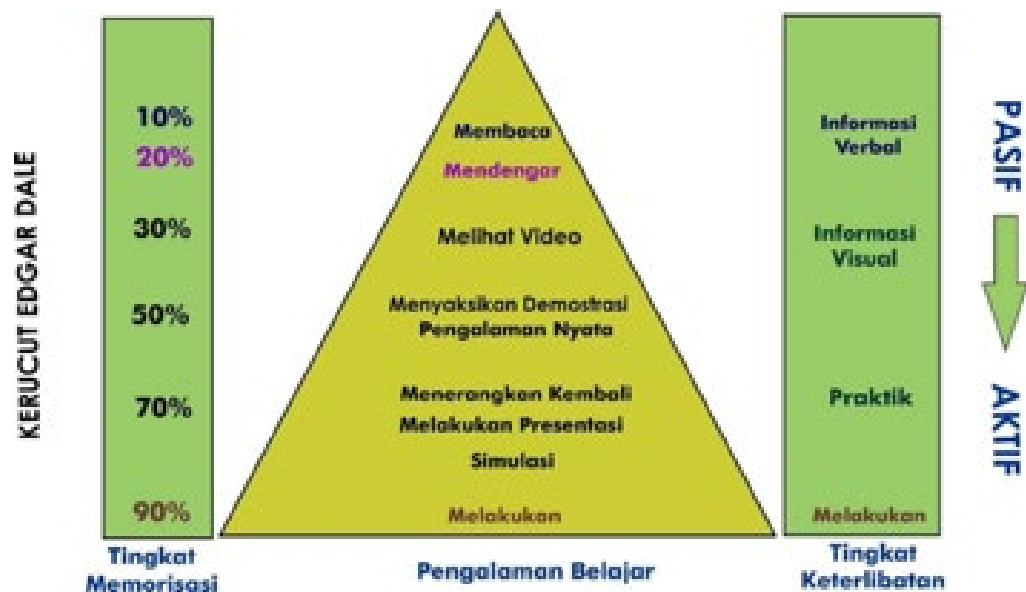 KERUCUT EDGAR DALE
10%
20%
30%
50%
70%
90%
Tingkat
Memorisasi
Membaca
Mendengar
Melihat Video
Menyaksikan Demostrasi
Pengalaman Nyata
Menerangkan Kembali
Melakukan Presentasi
Simulasi
Melakukan
Pengalaman Belajar
Informasi
Verbal
Informasi
Visual
Praktik
Melakukan
Tingkat
Keterlibatan
PASIF
AKTIF